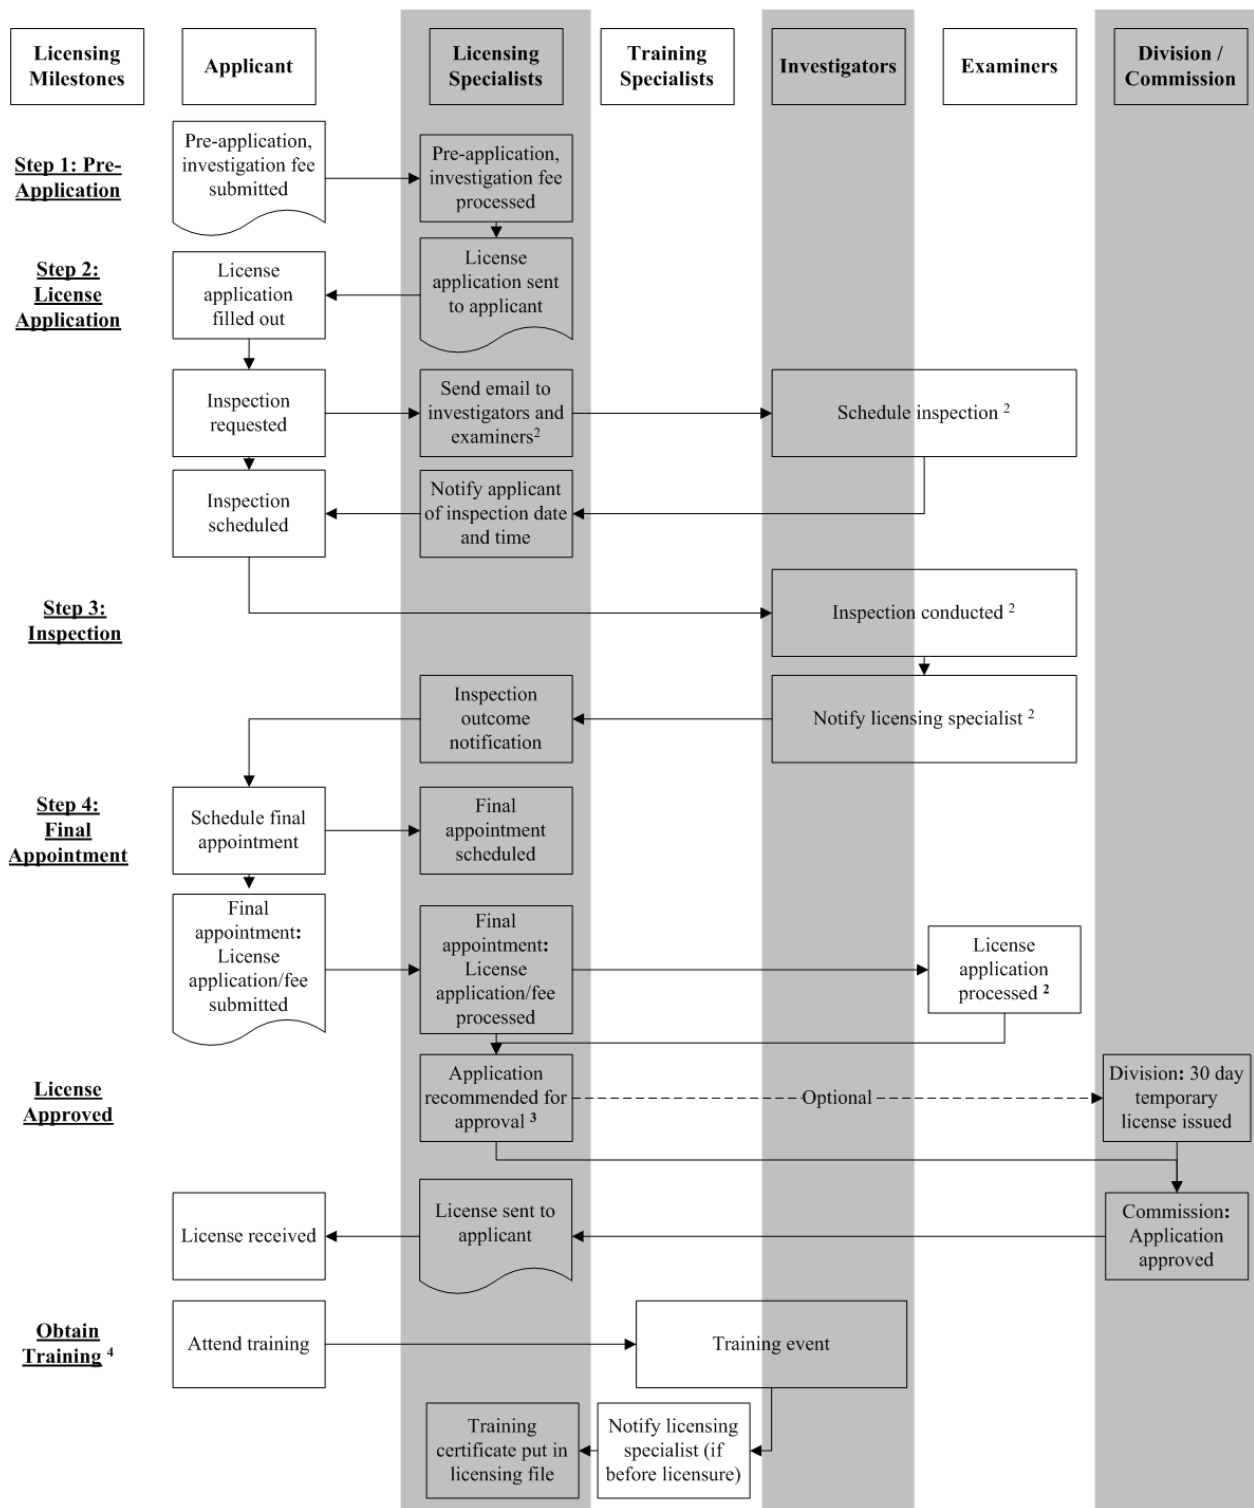 Licensing
Milestones
Applicant
Licensing
Specialists
Training
Specialists
Investigators
Examiners
Division /
Commission
Step 1: Pre-
Application
Pre-application,
investigation fee
submitted
Pre-application,
investigation fee
processed
Step 2:
License
Application
License
application
filled out
License
application sent
to applicant
Inspection
requested
Send email to
investigators and
examiners²
Schedule inspection ²
Inspection
scheduled
Notify applicant
of inspection date
and time
Step 3:
Inspection
Inspection conducted ²
Inspection
outcome
notification
Notify licensing specialist ²
Step 4:
Final
Appointment
Schedule final
appointment
Final
appointment
scheduled
Final
appointment:
License
application/fee
submitted
Final
appointment:
License
application/fee
processed
License
application
processed ²
License
Approved
Application
recommended for
approval ³
Optional
Division: 30 day
temporary
license issued
License received
License sent to
applicant
Commission:
Application
approved
Obtain
Training ⁴
Attend training
Training event
Training
certificate put in
licensing file
Notify licensing
specialist (if
before licensure)